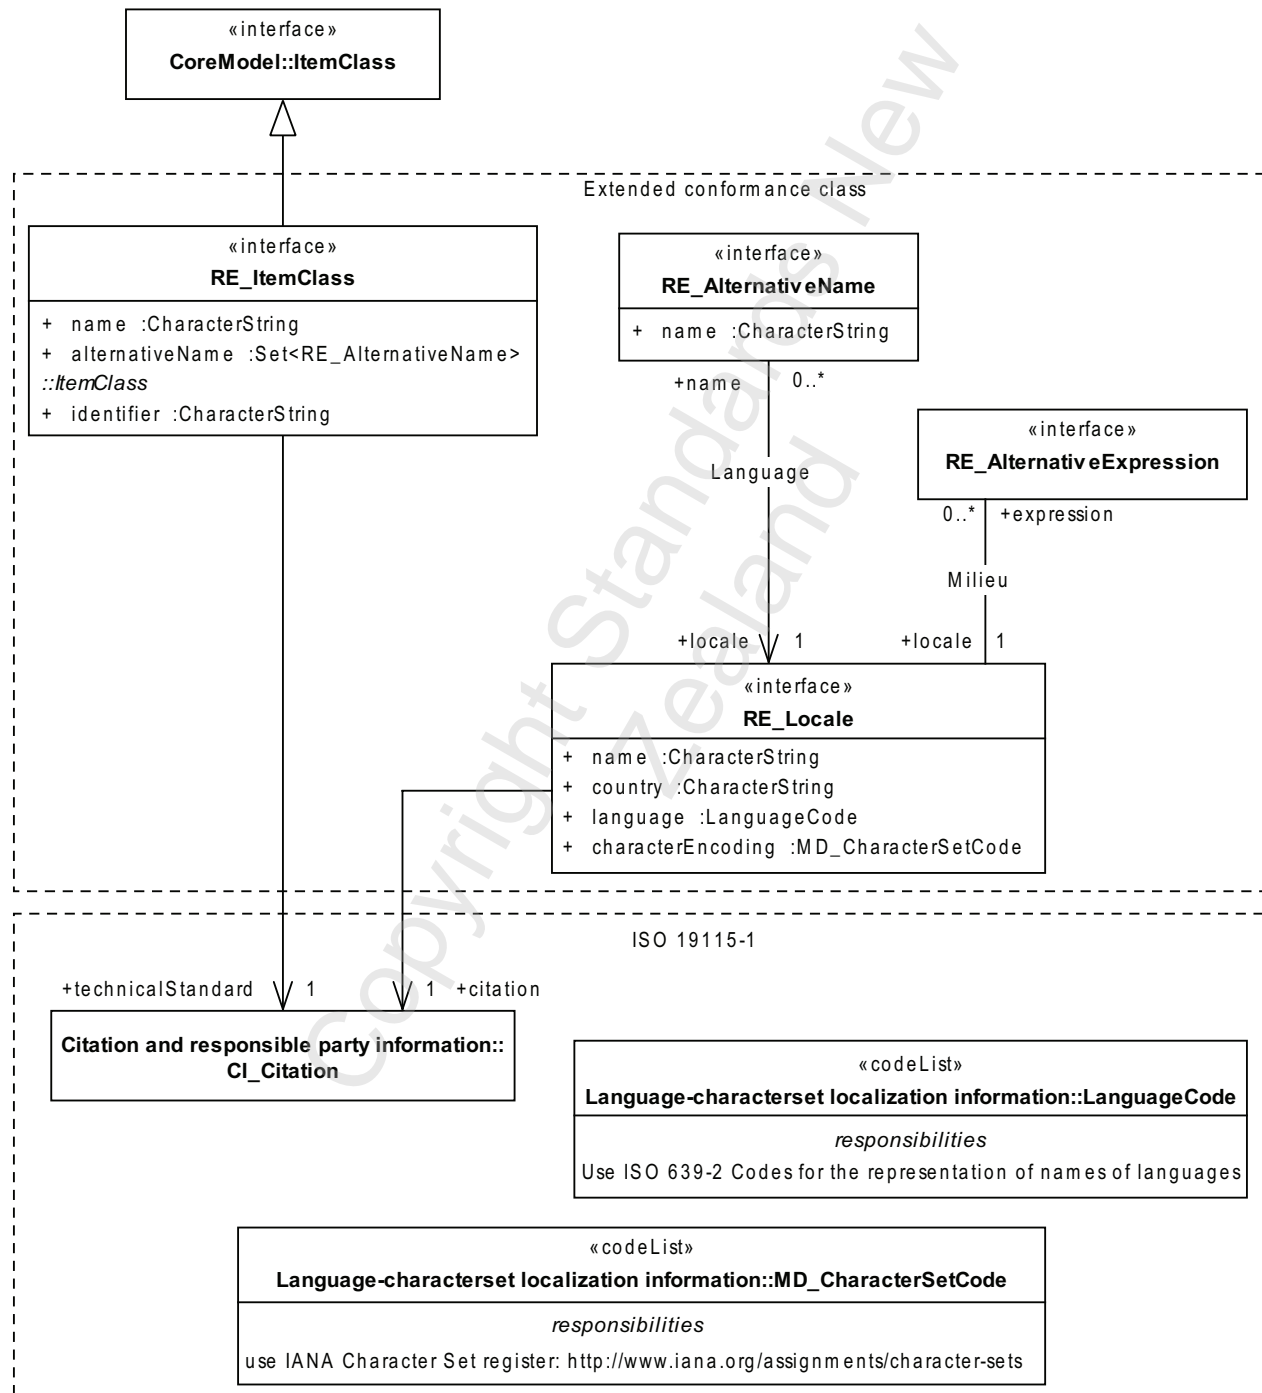 «interface»
CoreModel::ItemClass
Extended conformance class
«interface»
RE_ItemClass
+ name :CharacterString
+ alternativeName :Set<RE_AlternativeName>
::ItemClass
+ identifier :CharacterString
«interface»
RE_AlternativeName
+ name :CharacterString
+name 0..*
Language
«interface»
RE_AlternativeExpression
0..* +expression
Milieu
+locale 1
+locale 1
«interface»
RE_Locale
+ name :CharacterString
+ country :CharacterString
+ language :LanguageCode
+ characterEncoding :MD_CharacterSetCode
ISO 19115-1
+technicalStandard 1
1 +citation
Citation and responsible party information::
CI_Citation
«codeList»
Language-characterset localization information::LanguageCode
responsibilities
Use ISO 639-2 Codes for the representation of names of languages
«codeList»
Language-characterset localization information::MD_CharacterSetCode
responsibilities
use IANA Character Set register: http://www.iana.org/assignments/character-sets
Copyright Standards New
Zealand